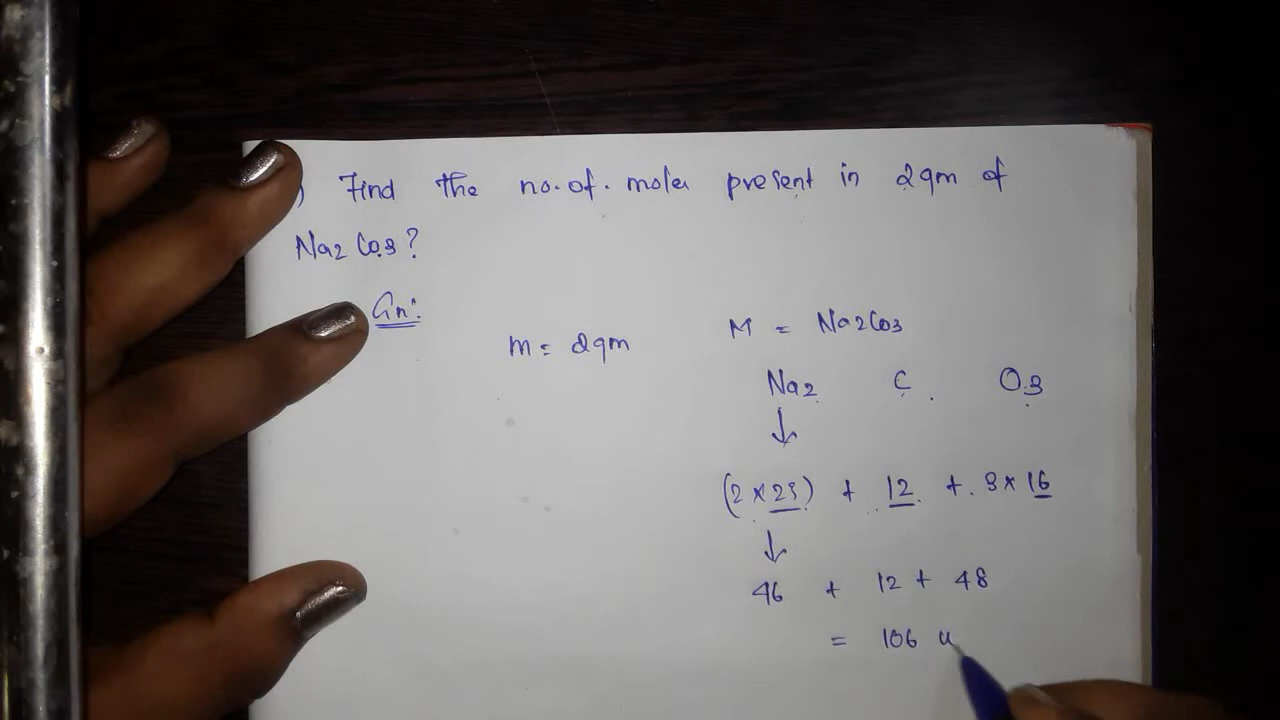 ) Find the no.of. moles present in 2gm of
Na2 Co3?
Gn:
m = 2gm
M = Na2Co3
Na2 C O3
(2 × 23) + 12 + 3 × 16
46 + 12 + 48
= 106 u